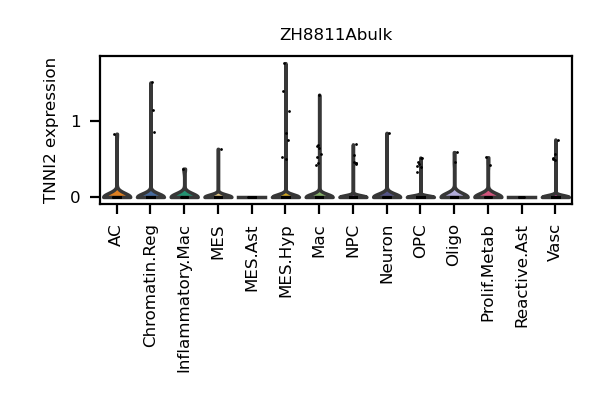 ZH8811Abulk
TNNI2 expression
1
0
AC
Chromatin.Reg
Inflammatory.Mac
MES
MES.Ast
MES.Hyp
Mac
NPC
Neuron
OPC
Oligo
Prolif.Metab
Reactive.Ast
Vasc